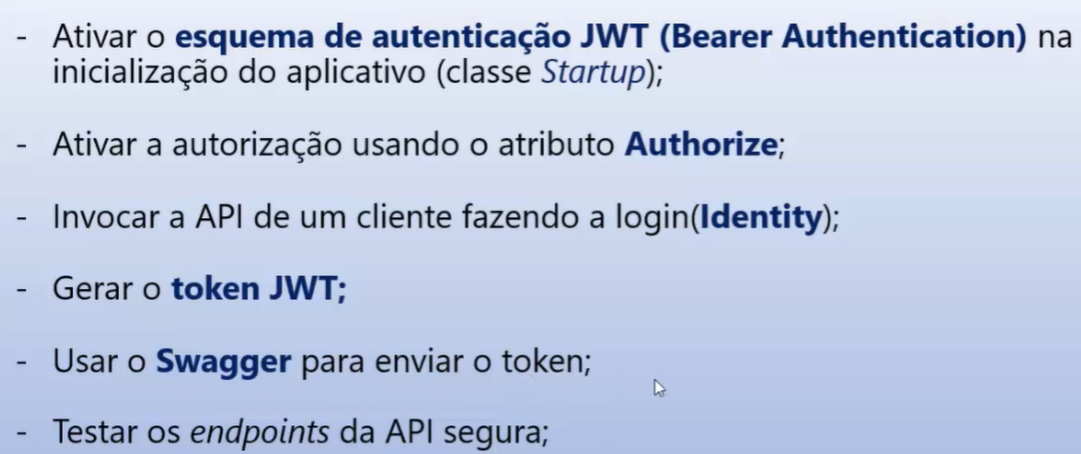 - Ativar o esquema de autenticação JWT (Bearer Authentication) na
inicialização do aplicativo (classe Startup);
- Ativar a autorização usando o atributo Authorize;
- Invocar a API de um cliente fazendo a login(Identity);
- Gerar o token JWT;
- Usar o Swagger para enviar o token;
- Testar os endpoints da API segura;